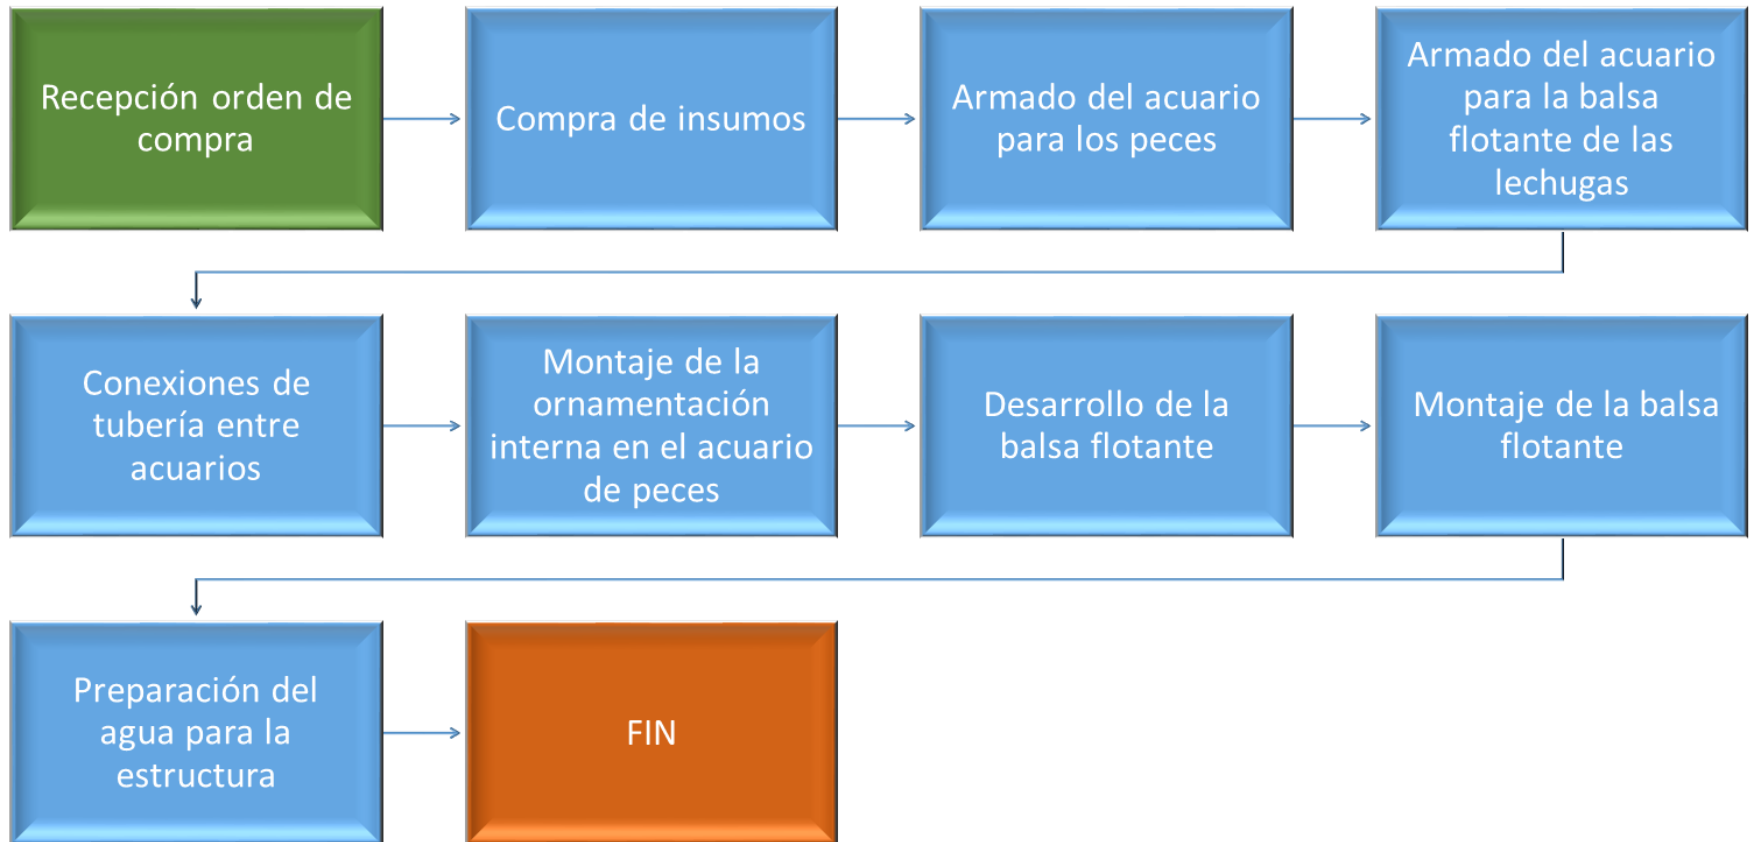 Recepción orden de
compra
Compra de insumos
Armado del acuario
para los peces
Armado del acuario
para la balsa
flotante de las
lechugas
Conexiones de
tubería entre
acuarios
Montaje de la
ornamentación
interna en el acuario
de peces
Desarrollo de la
balsa flotante
Montaje de la balsa
flotante
Preparación del
agua para la
estructura
FIN